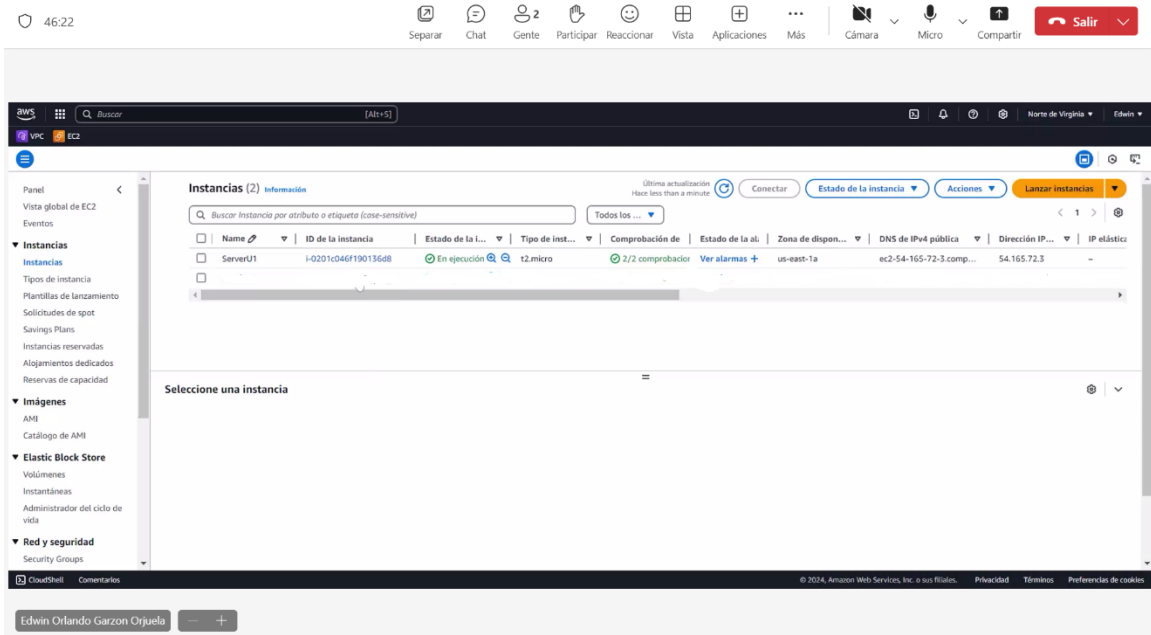 46:22
Separar Chat Gente 2 Participar Reaccionar Vista Aplicaciones Más Cámara Micro Compartir Salir
aws Buscar [Alt+S] Norte de Virginia Edwin
VPC EC2
Panel
Vista global de EC2
Eventos
Instancias
Instancias
Tipos de instancia
Plantillas de lanzamiento
Solicitudes de spot
Savings Plans
Instancias reservadas
Alojamientos dedicados
Reservas de capacidad
Imágenes
AMI
Catálogo de AMI
Elastic Block Store
Volúmenes
Instantáneas
Administrador del ciclo de
vida
Red y seguridad
Security Groups
Instancias (2) Información
Última actualización
Hace less than a minute
Conectar Estado de la instancia Acciones Lanzar instancias
Buscar Instancia por atributo o etiqueta (case-sensitive) Todos los ... 1
Name ID de la instancia Estado de la i... Tipo de inst... Comprobación de Estado de la al Zona de dispon... DNS de IPv4 pública Dirección IP... IP elástica
ServerU1 i-0201c046f190136d8 En ejecución t2.micro 2/2 comprobacior Ver alarmas + us-east-1a ec2-54-165-72-3.comp... 54.165.72.3 –
Seleccione una instancia
CloudShell Comentarios © 2024, Amazon Web Services, Inc. o sus filiales. Privacidad Términos Preferencias de cookies
Edwin Orlando Garzon Orjuela